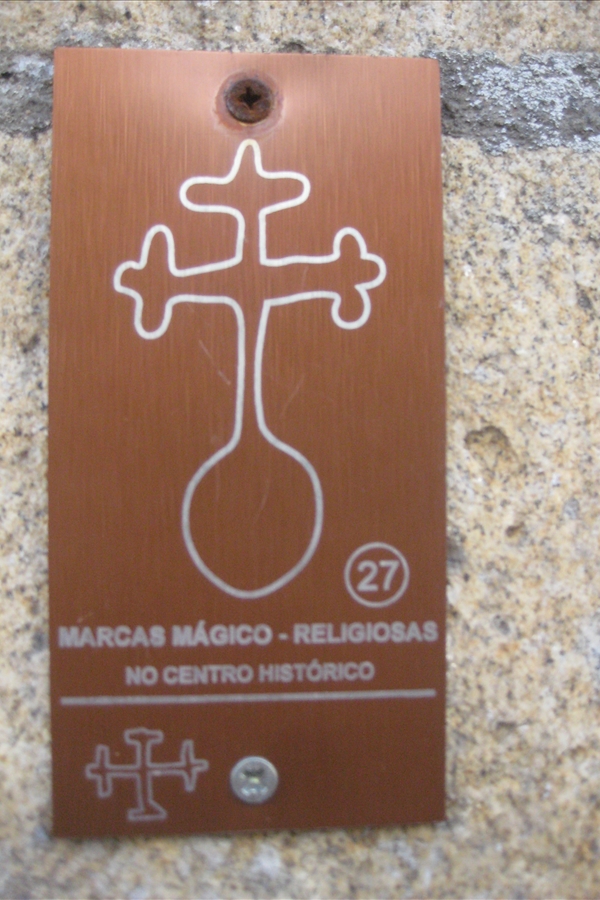 27
MARCAS MÁGICO - RELIGIOSAS
NO CENTRO HISTÓRICO